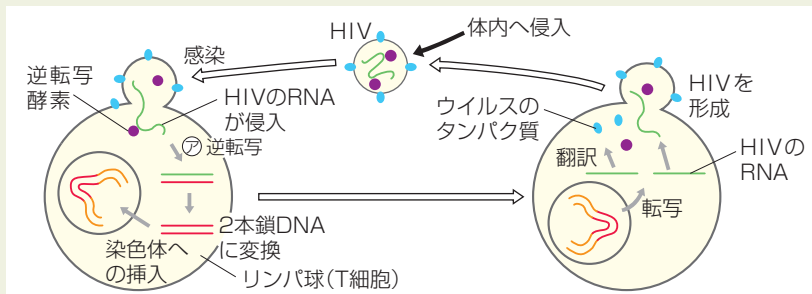 HIV
体内へ侵入
感染
逆転写
酵素
HIVのRNA
が侵入
㋐逆転写
2本鎖DNA
に変換
染色体へ
の挿入
リンパ球(T細胞)
HIVを
形成
ウイルスの
タンパク質
翻訳
HIVの
RNA
転写